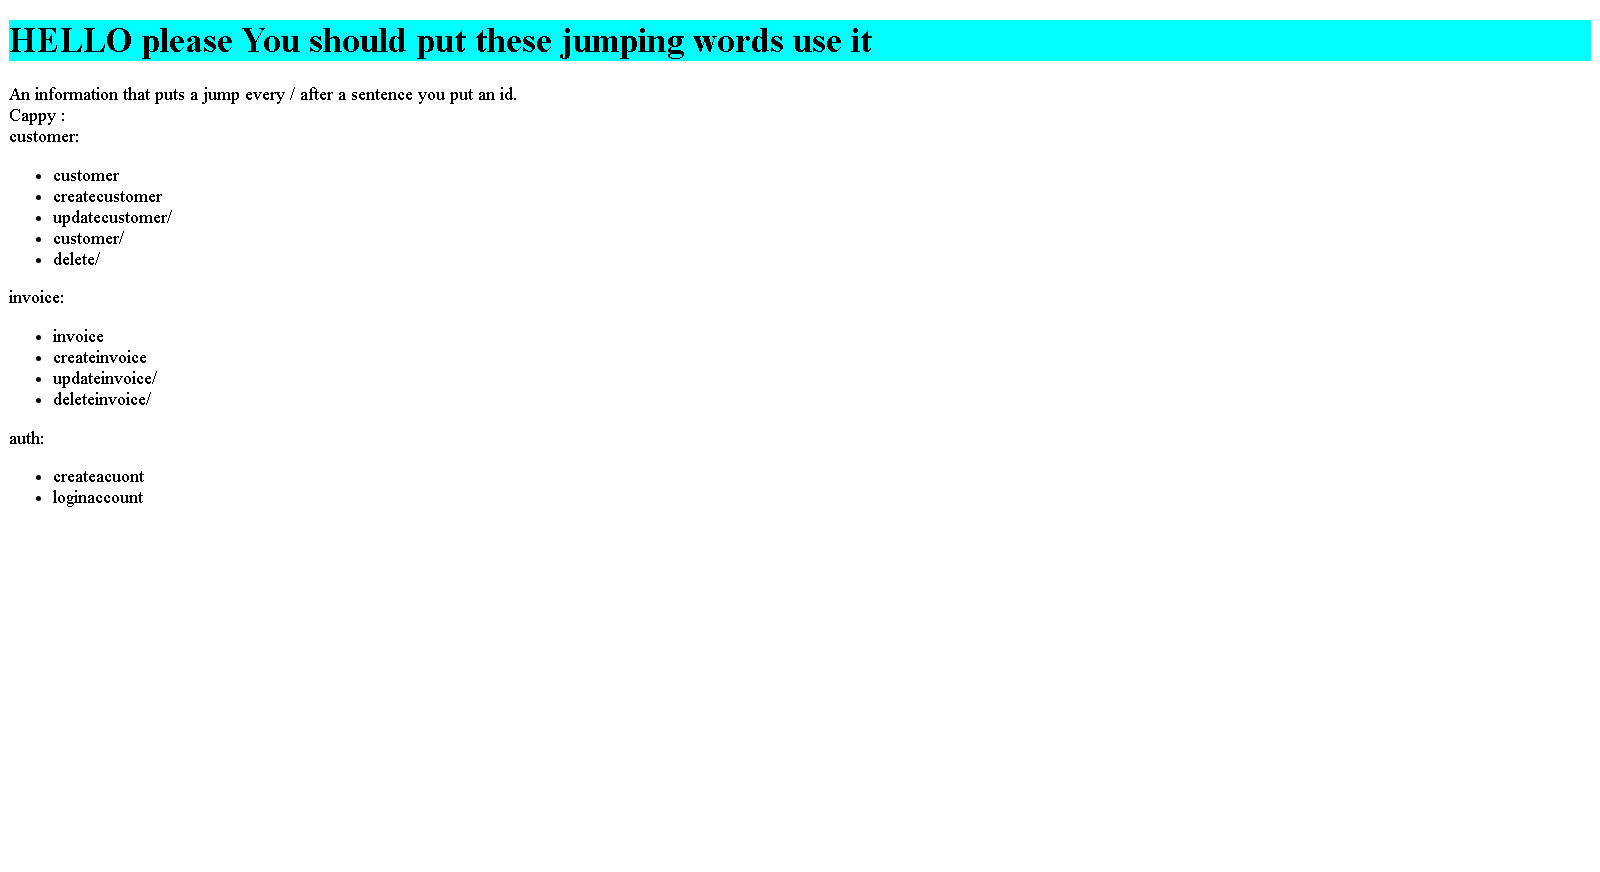 HELLO please You should put these jumping words use it
An information that puts a jump every / after a sentence you put an id.
Cappy :
customer:
customer
createcustomer
updatecustomer/
customer/
delete/
invoice:
invoice
createinvoice
updateinvoice/
deleteinvoice/
auth:
createacuont
loginaccount